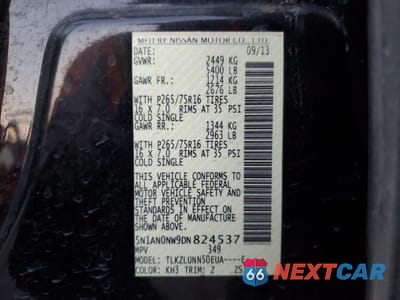 MFD BY NISSAN MOTOR CO., LTD.
DATE: 09/13
GVWR: 2449 KG
5400 LB
GAWR FR.: 1214 KG
2676 LB
WITH P265/75R16 TIRES
16 X 7.0 RIMS AT 35 PSI
COLD SINGLE
GAWR RR.: 1344 KG
2963 LB
WITH P265/75R16 TIRES
16 X 7.0 RIMS AT 35 PSI
COLD SINGLE
THIS VEHICLE CONFORMS TO
ALL APPLICABLE FEDERAL
MOTOR VEHICLE SAFETY
STANDARDS IN EFFECT ON
THE DATE OF MANUFACTURE
SHOWN ABOVE.
5N1AN0NW9DN824537
MPV 349
MODEL: TLKZLUNN50EUA----E
COLOR: KH3 TRIM: Z ZS
66 NEXTCAR